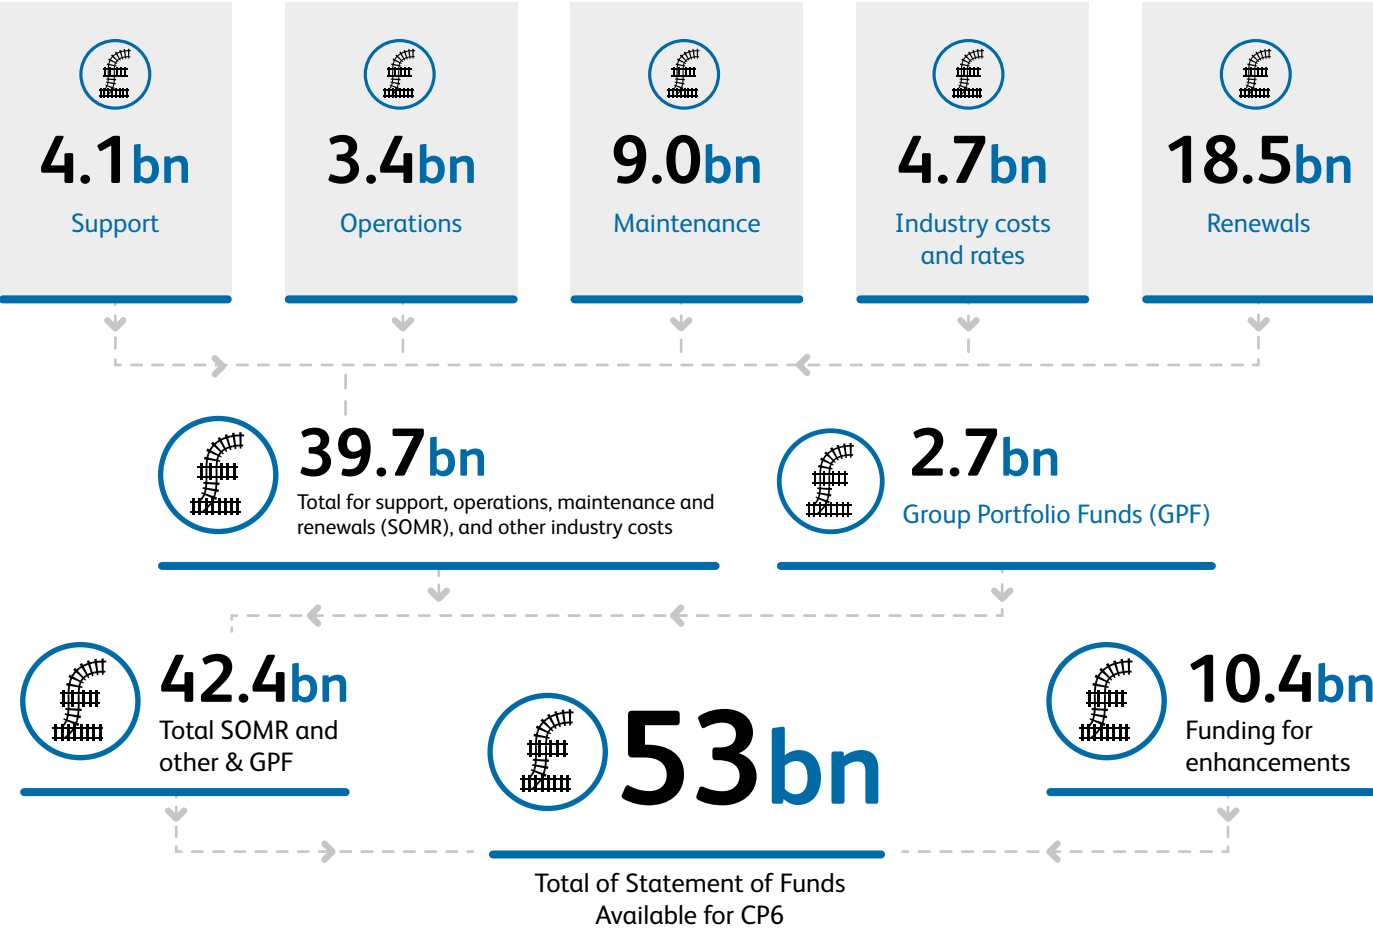 4.1bn
Support
3.4bn
Operations
9.0bn
Maintenance
4.7bn
Industry costs
and rates
18.5bn
Renewals
39.7bn
Total for support, operations, maintenance and
renewals (SOMR), and other industry costs
2.7bn
Group Portfolio Funds (GPF)
42.4bn
Total SOMR and
other & GPF
53bn
Total of Statement of Funds
Available for CP6
10.4bn
Funding for
enhancements